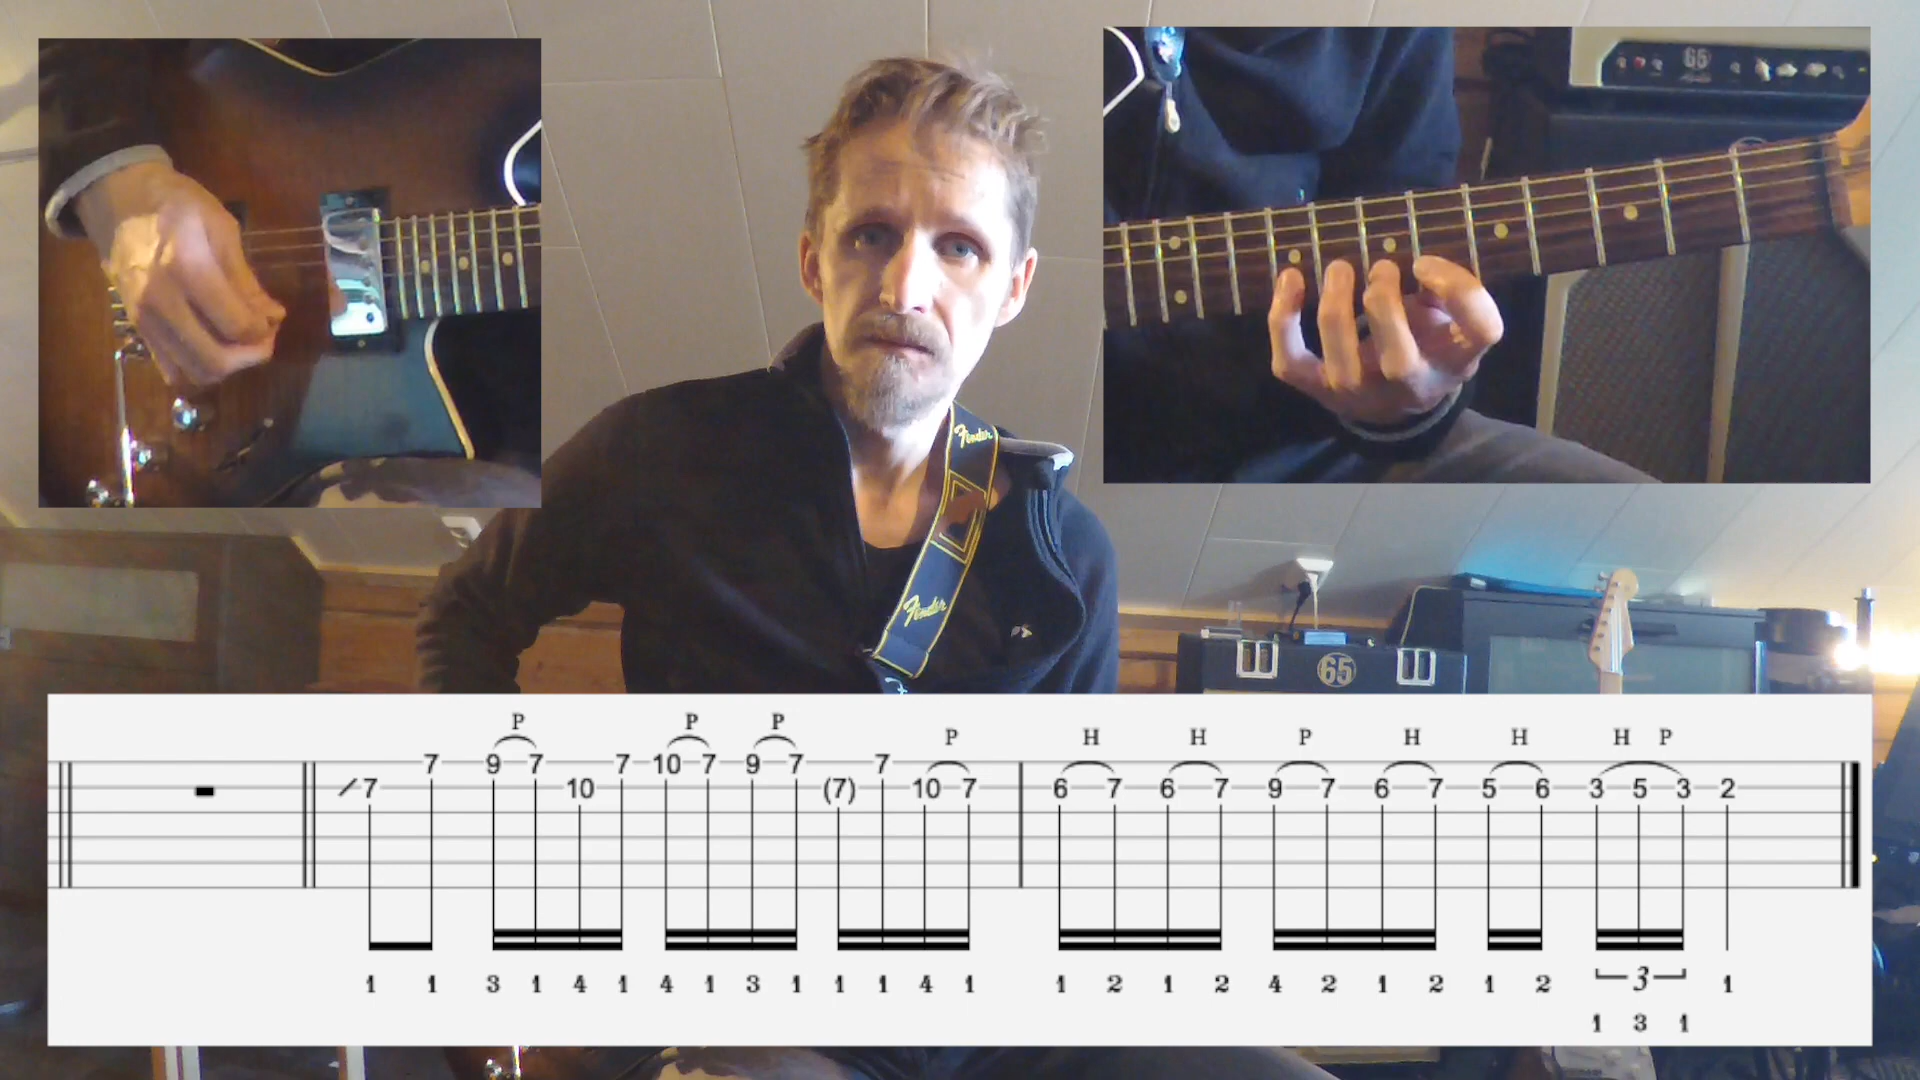 65
Fender
Fender
65
P P P P H H P H H H P
7 9 7 7 10 7 9 7 7
7 10 (7) 10 7 6 7 6 7 9 7 6 7 5 6 3 5 3 2
1 1 3 1 4 1 4 1 3 1 1 1 4 1 1 2 1 2 4 2 1 2 1 2 3 1
1 3 1